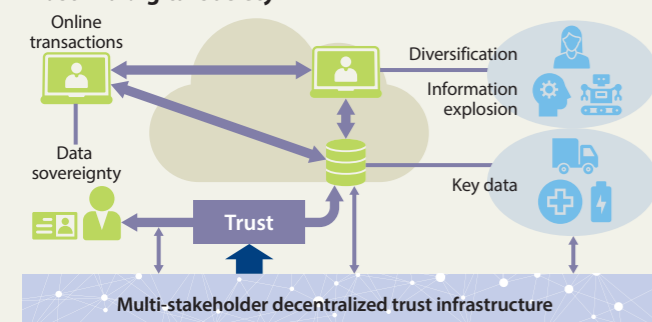 Online
transactions
Diversification
Information
explosion
Data
sovereignty
Key data
Trust
Multi-stakeholder decentralized trust infrastructure